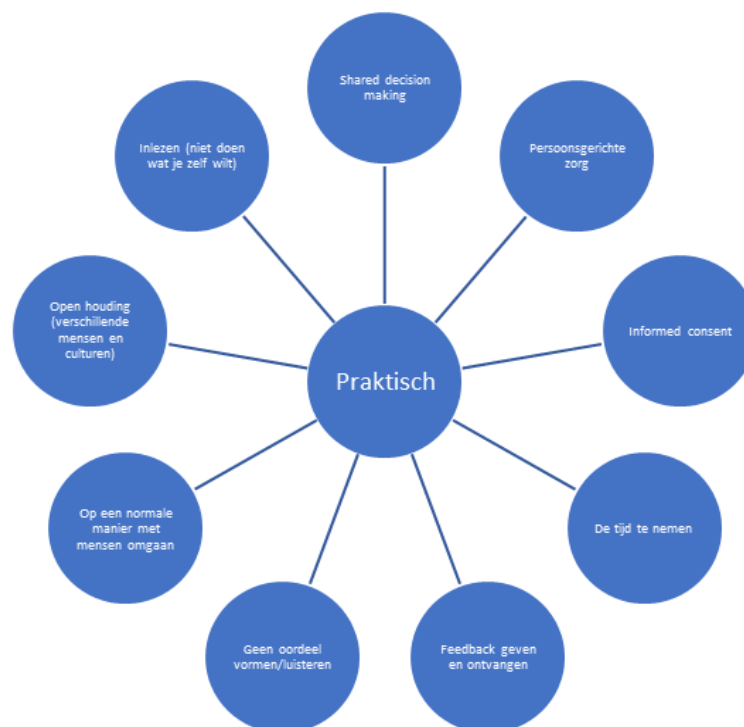 Shared decision
making
Persoonsgerichte
zorg
Informed consent
De tijd te nemen
Feedback geven
en ontvangen
Geen oordeel
vormen/luisteren
Op een normale
manier met
mensen omgaan
Open houding
(verschillende
mensen en
culturen)
Inlezen (niet doen
wat je zelf wilt)
Praktisch